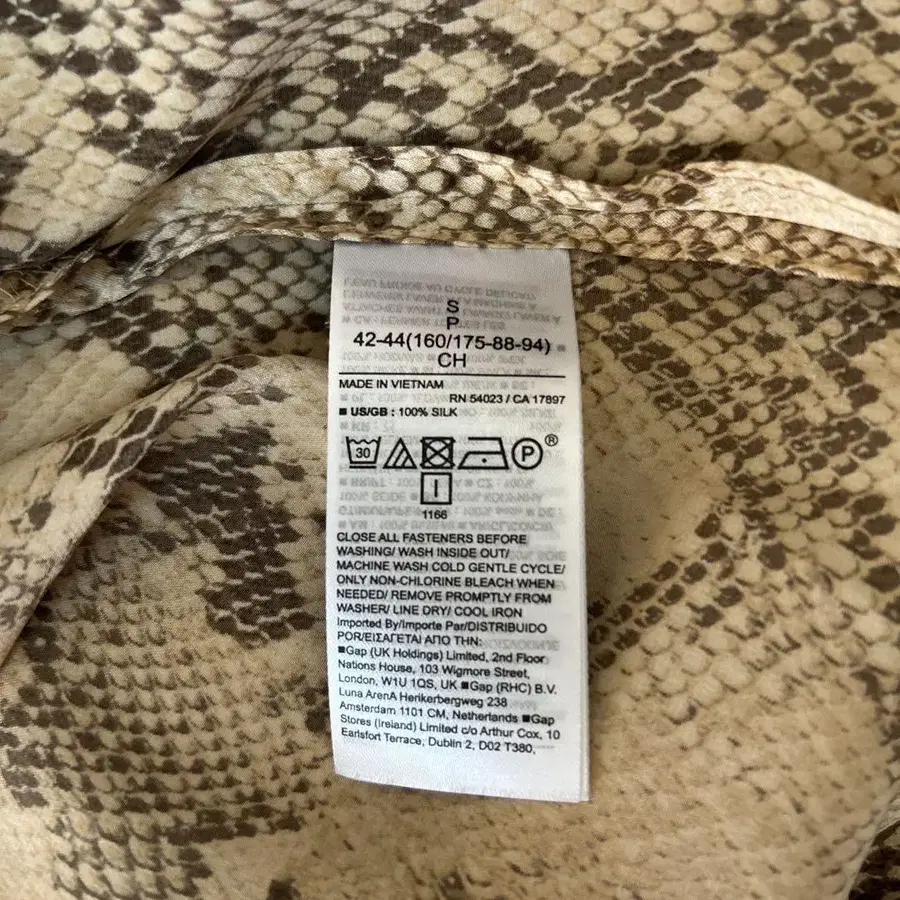 S
P
42-44(160/175-88-94)
CH
MADE IN VIETNAM
RN 54023 / CA 17897
■ US/GB : 100% SILK
30 P ®
1166
CLOSE ALL FASTENERS BEFORE
WASHING/ WASH INSIDE OUT/
MACHINE WASH COLD GENTLE CYCLE/
ONLY NON-CHLORINE BLEACH WHEN
NEEDED/ REMOVE PROMPTLY FROM
WASHER/ LINE DRY/ COOL IRON
Imported By/Importe Par/DISTRIBUIDO
POR/ΕΙΣΑΓΕΤΑΙ ΑΠΟ ΤΗΝ:
■Gap (UK Holdings) Limited, 2nd Floor
Nations House, 103 Wigmore Street,
London, W1U 1QS, UK ■Gap (RHC) B.V.
Luna ArenA Herikerbergweg 238
Amsterdam 1101 CM, Netherlands ■Gap
Stores (Ireland) Limited c/o Arthur Cox, 10
Earlsfort Terrace, Dublin 2, D02 T380,